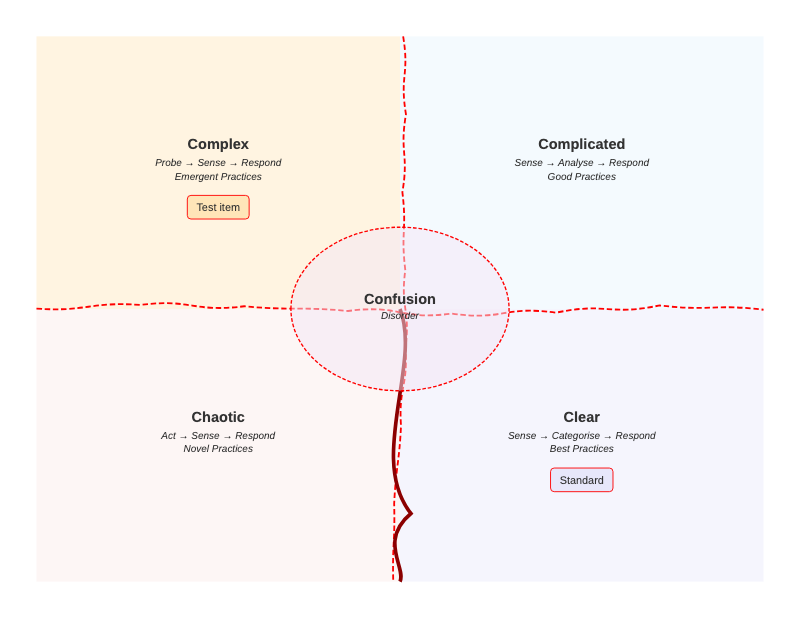 Complex
Probe → Sense → Respond
Emergent Practices
Test item
Complicated
Sense → Analyse → Respond
Good Practices
Confusion
Disorder
Chaotic
Act → Sense → Respond
Novel Practices
Clear
Sense → Categorise → Respond
Best Practices
Standard